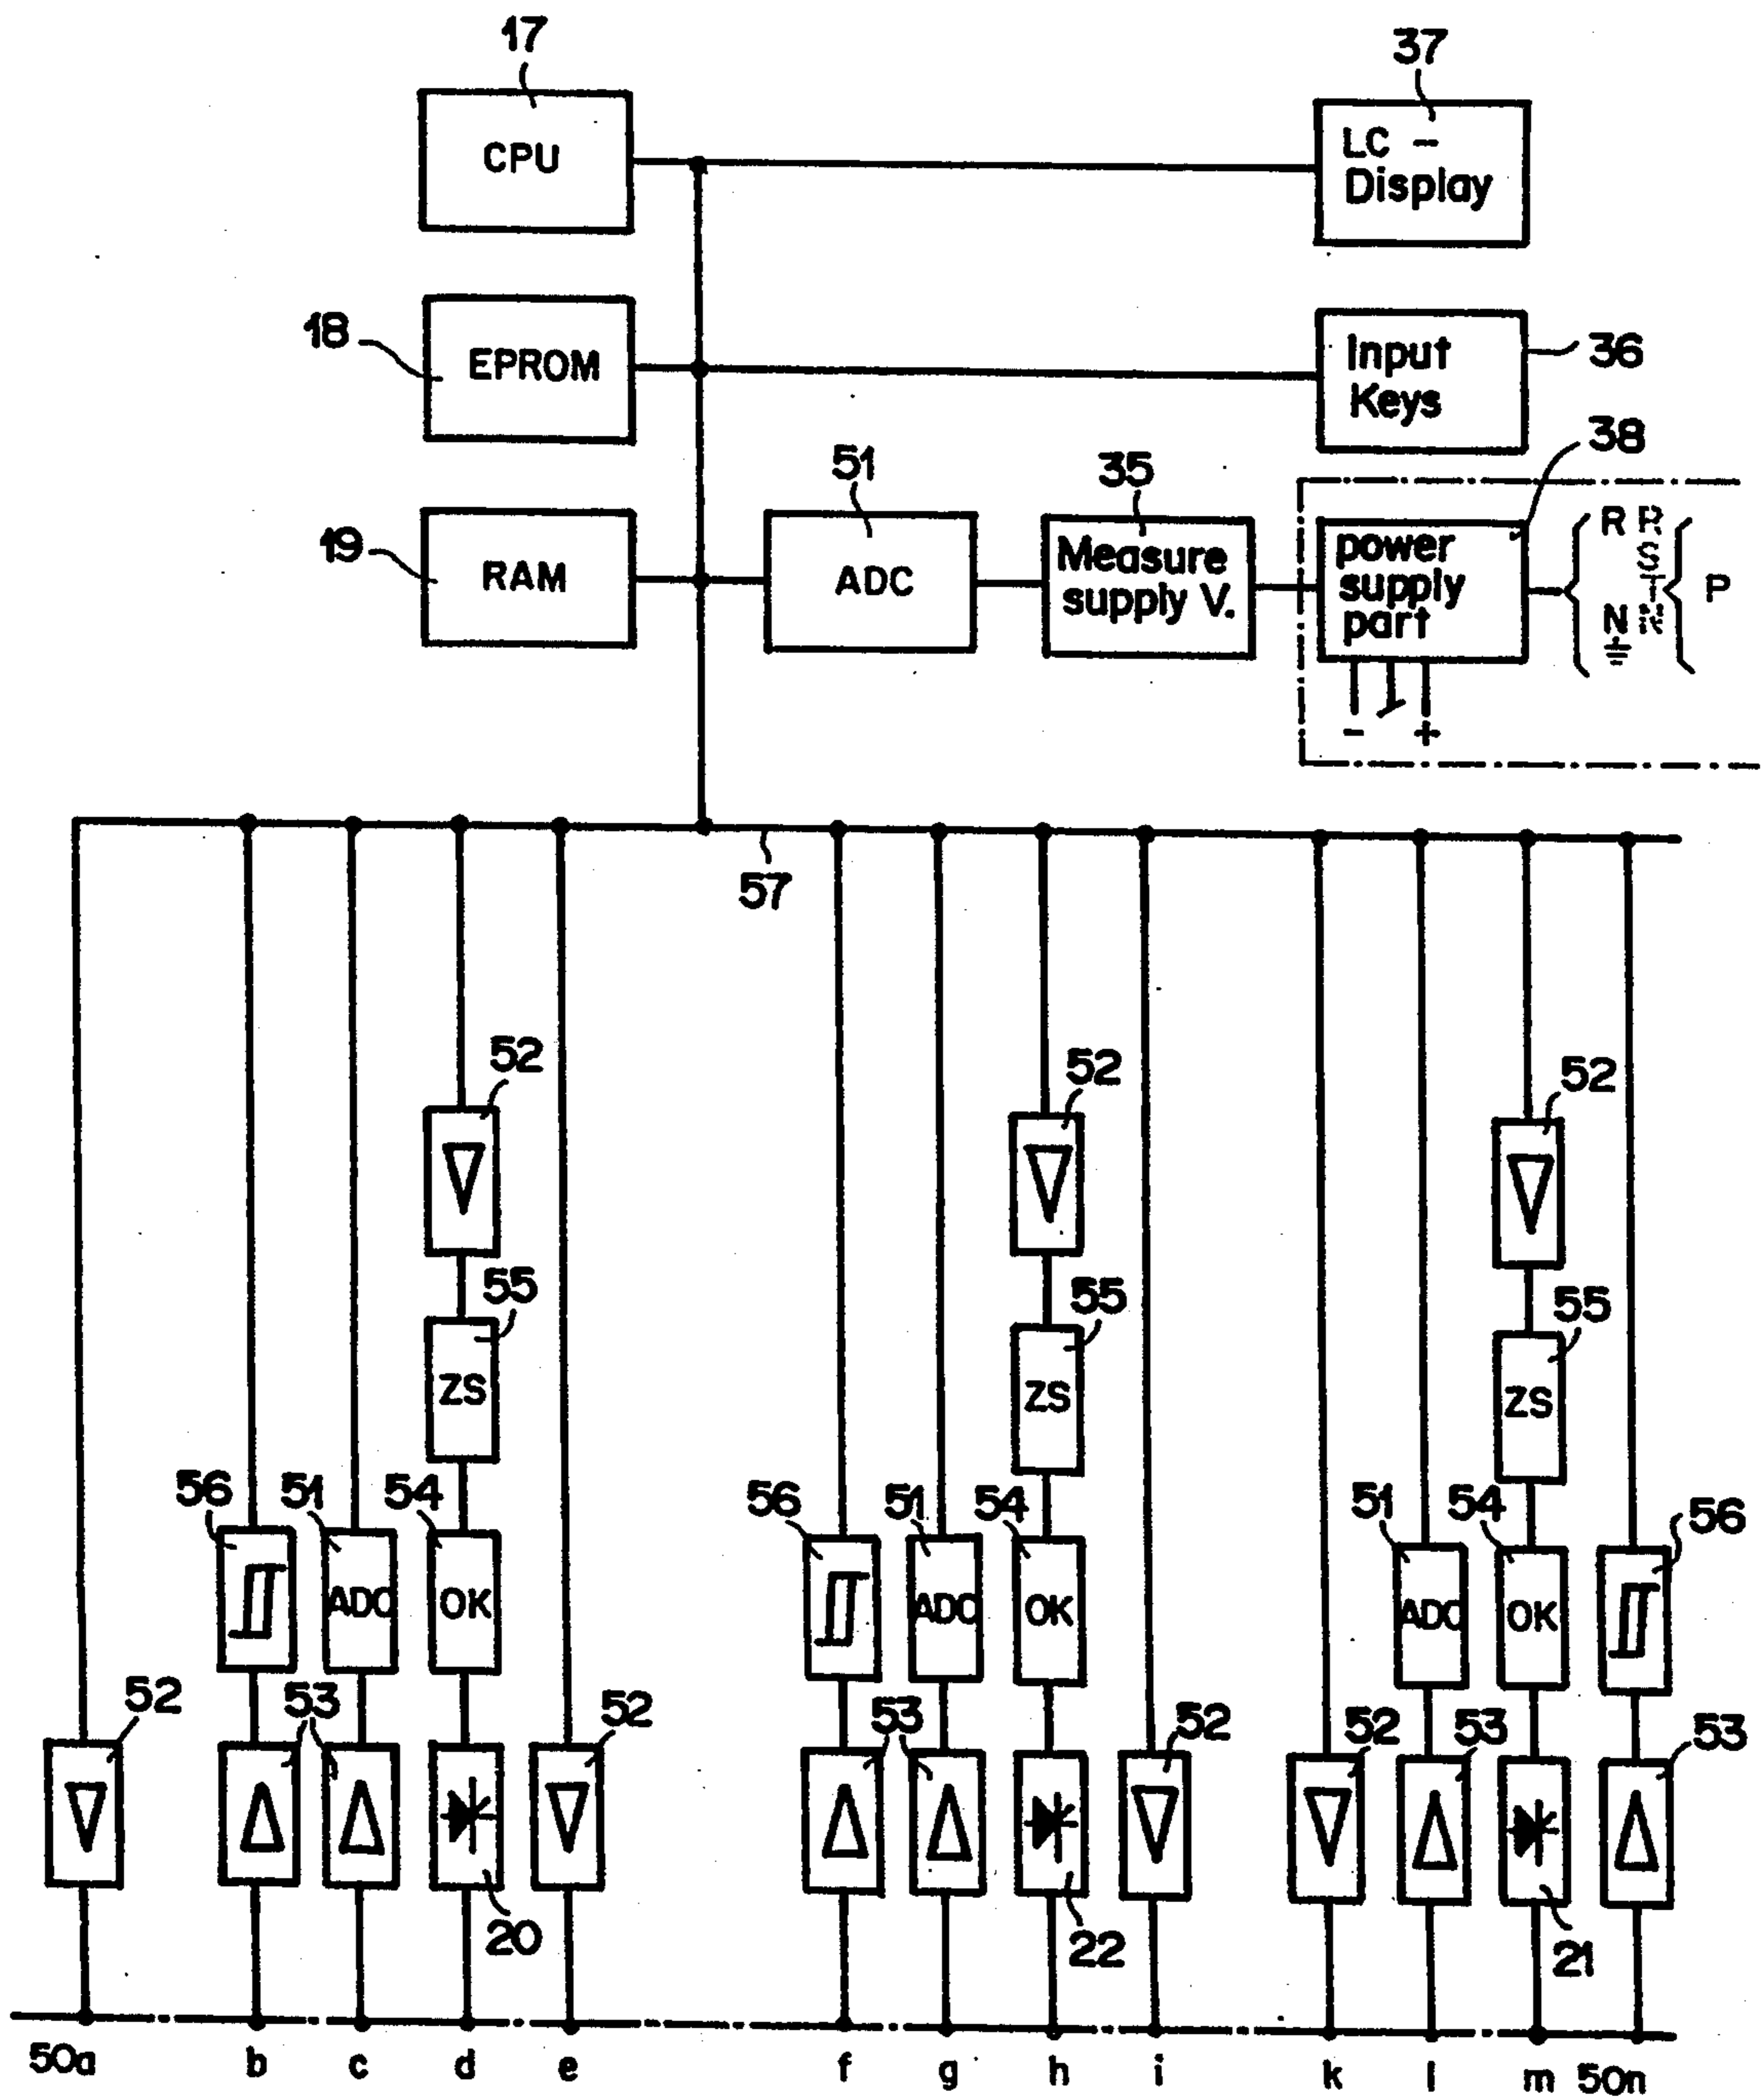 17
37
CPU
LC -
Display
18
EPROM
Input
Keys
36
38
51
35
19
RAM
ADC
Measure
supply V.
power
supply
part
R
N
R
S
T
N
P
- +
57
52
52
52
55
55
55
ZS
ZS
ZS
56
51
54
56
51
54
51
54
56
ADC
OK
ADC
OK
ADC
OK
52
53
52
53
52
52
53
53
20
22
21
50a
b
c
d
e
f
g
h
i
k
l
m
50n